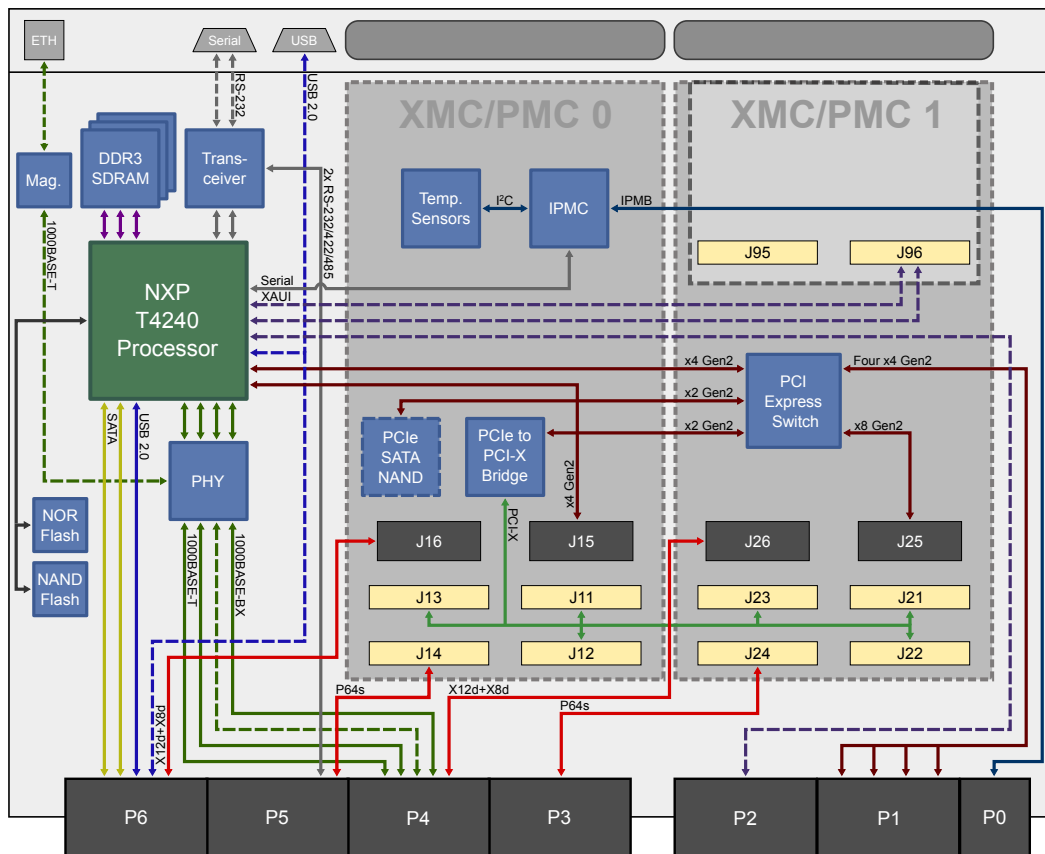 ETH
Serial
USB
RS-232
USB 2.0
XMC/PMC 0
XMC/PMC 1
Mag.
DDR3
SDRAM
Trans-
ceiver
2x RS-232/422/485
Temp.
Sensors
I²C
IPMC
IPMB
1000BASE-T
J95
J96
NXP
T4240
Processor
Serial
XAUI
x4 Gen2
x2 Gen2
x2 Gen2
PCI
Express
Switch
Four x4 Gen2
x8 Gen2
SATA
USB 2.0
PHY
PCIe
SATA
NAND
PCIe to
PCI-X
Bridge
x4 Gen2
NOR
Flash
NAND
Flash
1000BASE-T
1000BASE-BX
PCI-X
J16
J15
J26
J25
J13
J11
J23
J21
J14
J12
J24
J22
X12d+X8d
P64s
X12d+X8d
P64s
P6
P5
P4
P3
P2
P1
P0